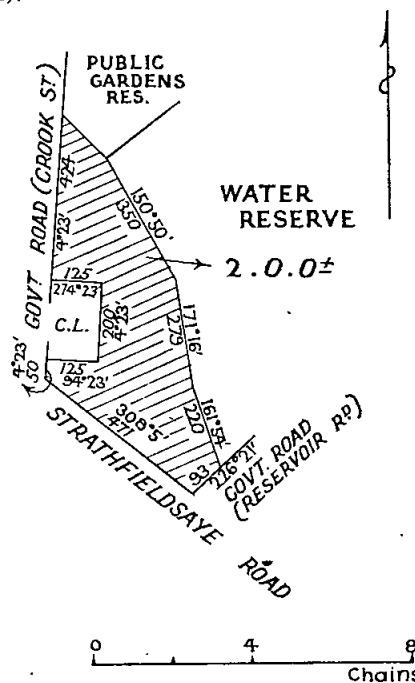 PUBLIC
GARDENS
RES.
GOVT ROAD (CROOK ST)
424
4°23'
150°50'
1350
WATER
RESERVE
2.0.0±
125
274°23'
C.L.
200
4°23'
171°16'
279
125
94°23'
4°23'
50
308°5'
471
161°54'
220
93
226°21'
GOVT. ROAD
(RESERVOIR RD)
STRATHFIELDSAYE
ROAD
0 4 8
Chains